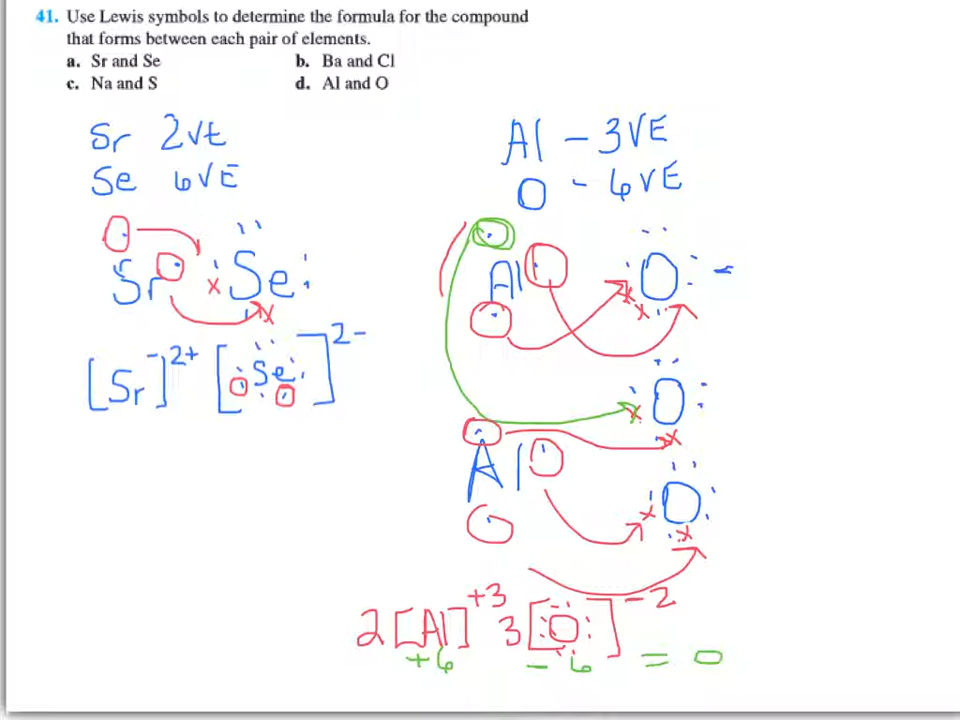 41. Use Lewis symbols to determine the formula for the compound
that forms between each pair of elements.
a. Sr and Se b. Ba and Cl
c. Na and S d. Al and O
Sr 2VE
Se 6VE
Sr Se
[Sr]2+ [Se]2-
Al - 3VE
O - 6VE
Al O
O
Al O
2[Al]+3 3[O]-2
+6 -6 = 0